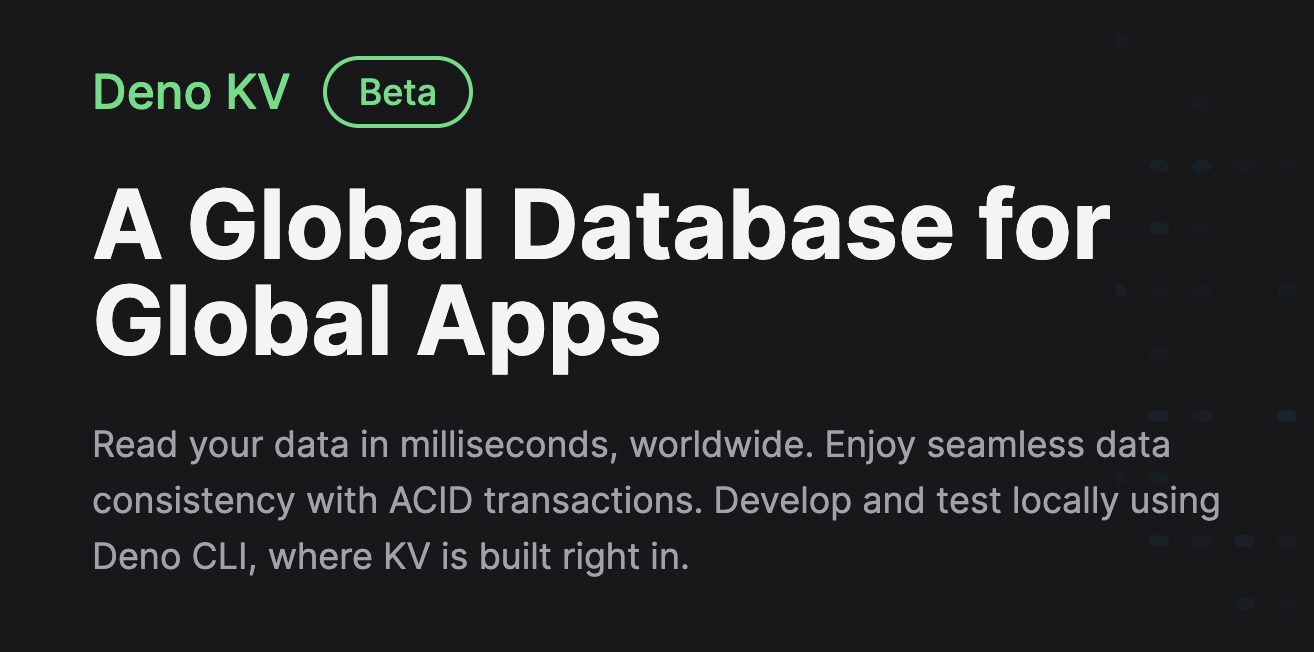 Deno KV Beta
A Global Database for
Global Apps
Read your data in milliseconds, worldwide. Enjoy seamless data
consistency with ACID transactions. Develop and test locally using
Deno CLI, where KV is built right in.